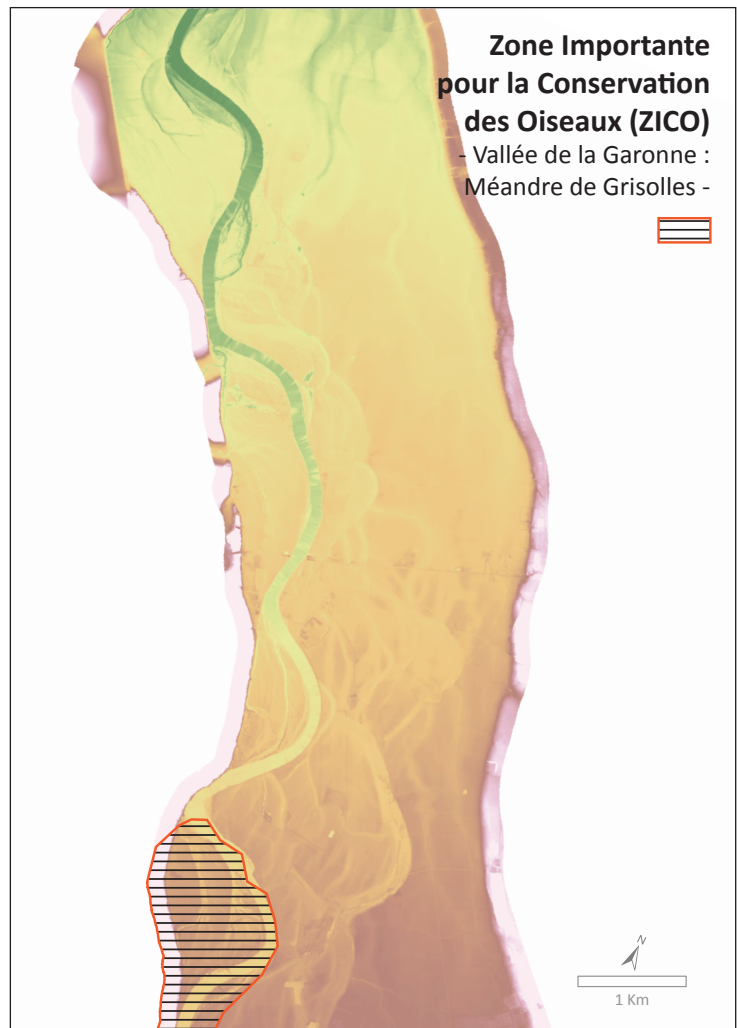 Zone Importante
pour la Conservation
des Oiseaux (ZICO)
- Vallée de la Garonne :
Méandre de Grisolles -
N
1 Km